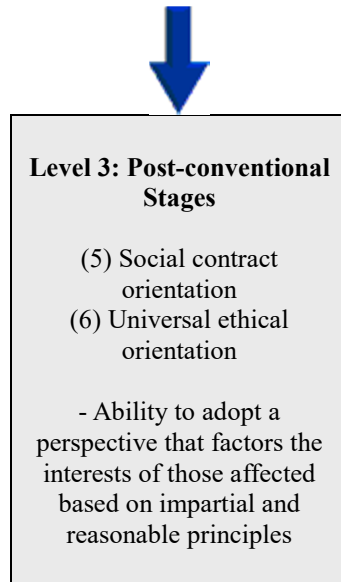 Level 3: Post-conventional
Stages
(5) Social contract
orientation
(6) Universal ethical
orientation
- Ability to adopt a
perspective that factors the
interests of those affected
based on impartial and
reasonable principles